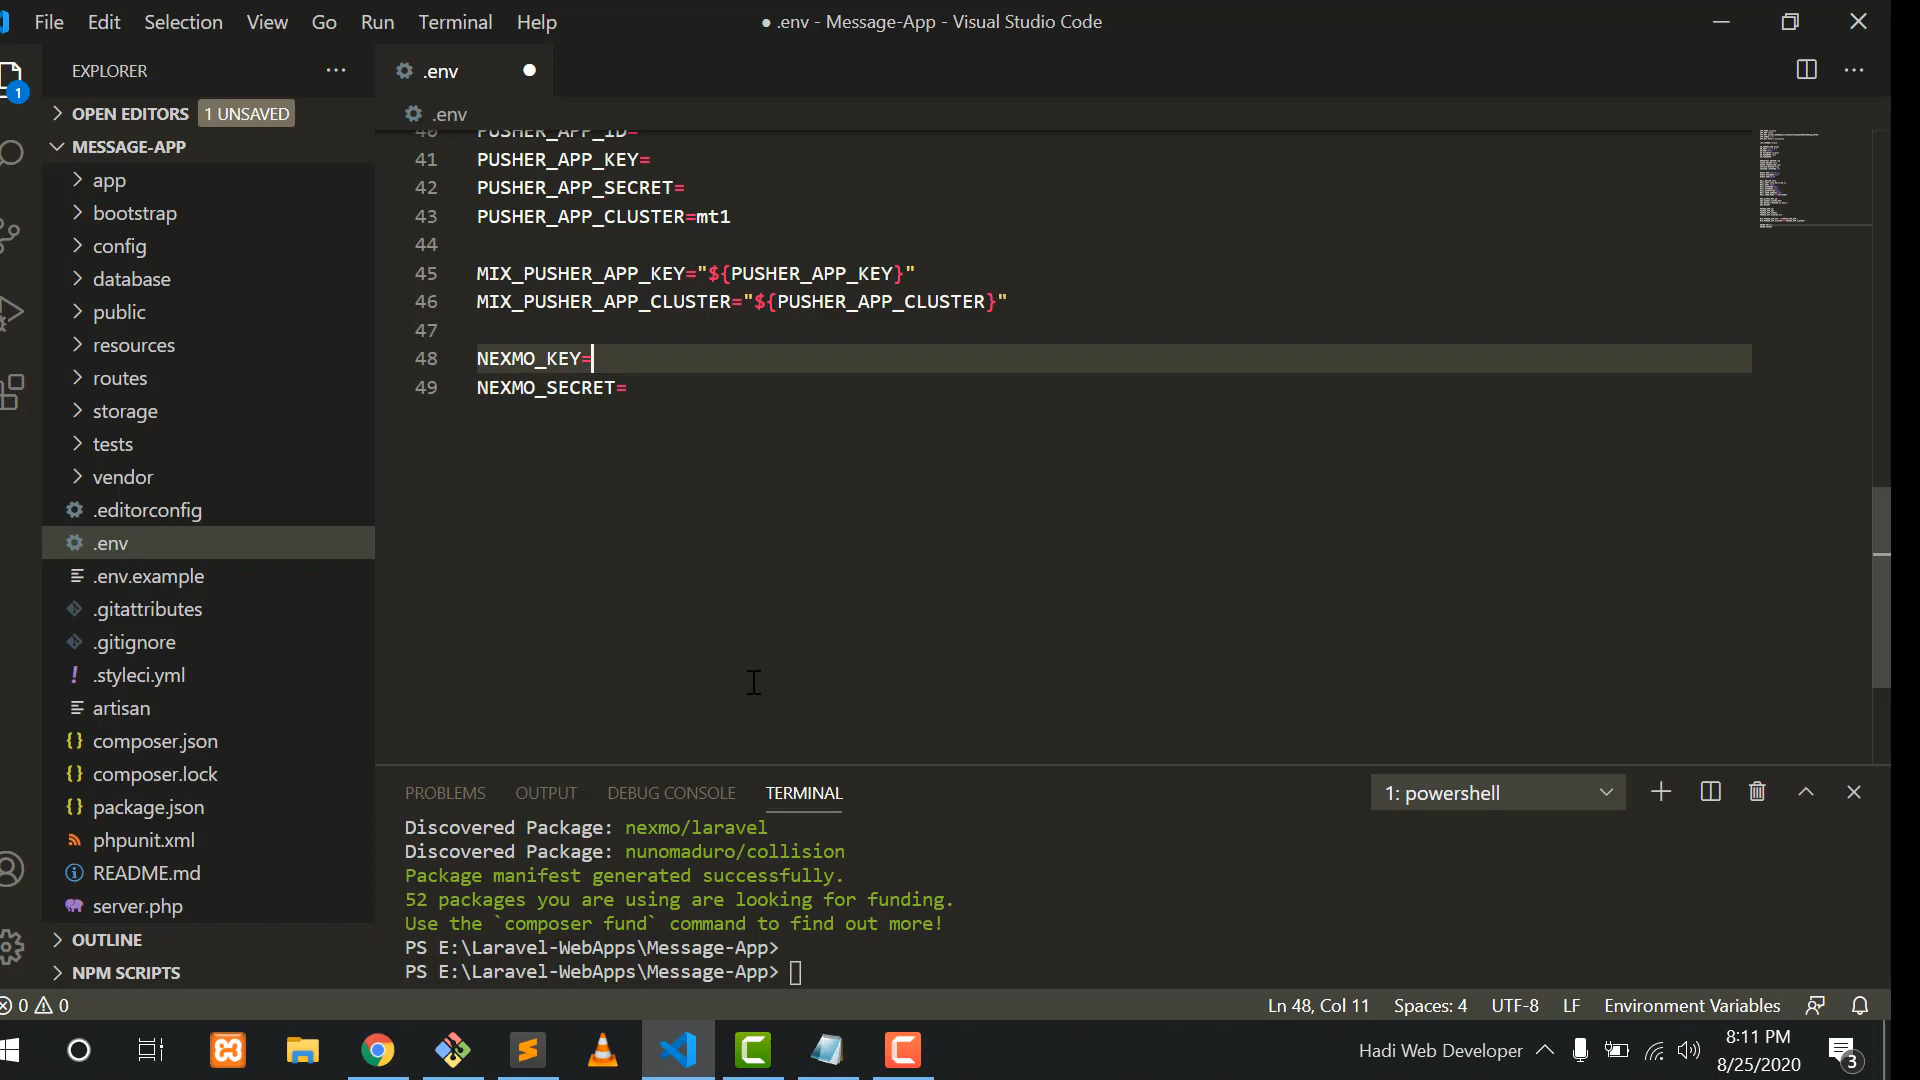 File Edit Selection View Go Run Terminal Help
● .env - Message-App - Visual Studio Code
EXPLORER
1
OPEN EDITORS 1 UNSAVED
MESSAGE-APP
app
bootstrap
config
database
public
resources
routes
storage
tests
vendor
.editorconfig
.env
.env.example
.gitattributes
.gitignore
.styleci.yml
artisan
composer.json
composer.lock
package.json
phpunit.xml
README.md
server.php
OUTLINE
NPM SCRIPTS
.env
.env
40 PUSHER_APP_ID=
41 PUSHER_APP_KEY=
42 PUSHER_APP_SECRET=
43 PUSHER_APP_CLUSTER=mt1
44
45 MIX_PUSHER_APP_KEY="${PUSHER_APP_KEY}"
46 MIX_PUSHER_APP_CLUSTER="${PUSHER_APP_CLUSTER}"
47
48 NEXMO_KEY=
49 NEXMO_SECRET=
PROBLEMS OUTPUT DEBUG CONSOLE TERMINAL
1: powershell
Discovered Package: nexmo/laravel
Discovered Package: nunomaduro/collision
Package manifest generated successfully.
52 packages you are using are looking for funding.
Use the `composer fund` command to find out more!
PS E:\Laravel-WebApps\Message-App>
PS E:\Laravel-WebApps\Message-App>
0 0
Ln 48, Col 11 Spaces: 4 UTF-8 LF Environment Variables
Hadi Web Developer
8:11 PM
8/25/2020
3